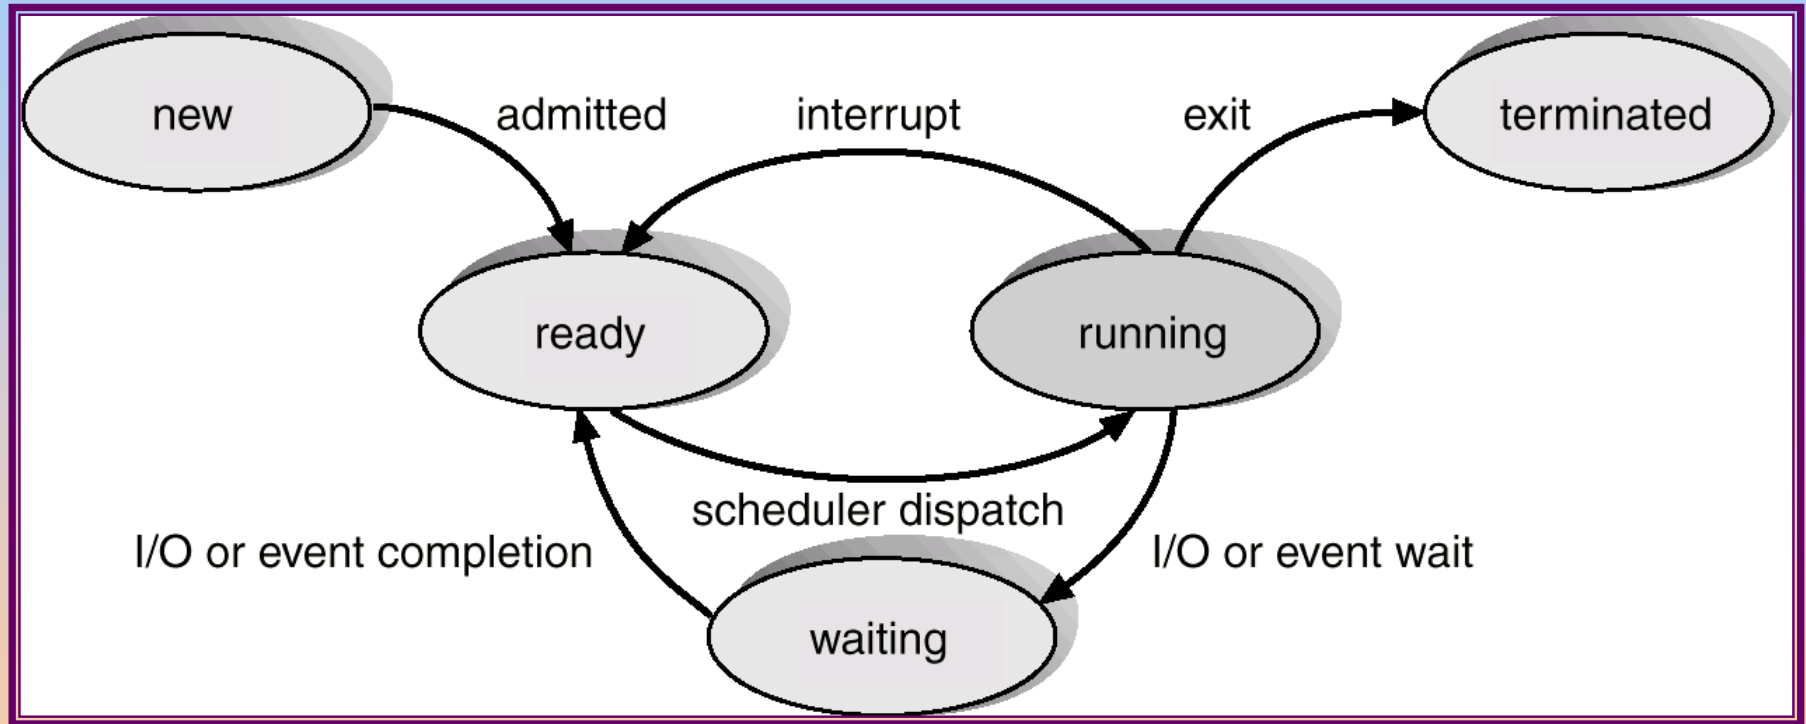 new
admitted
interrupt
exit
terminated
ready
running
scheduler dispatch
I/O or event completion
I/O or event wait
waiting